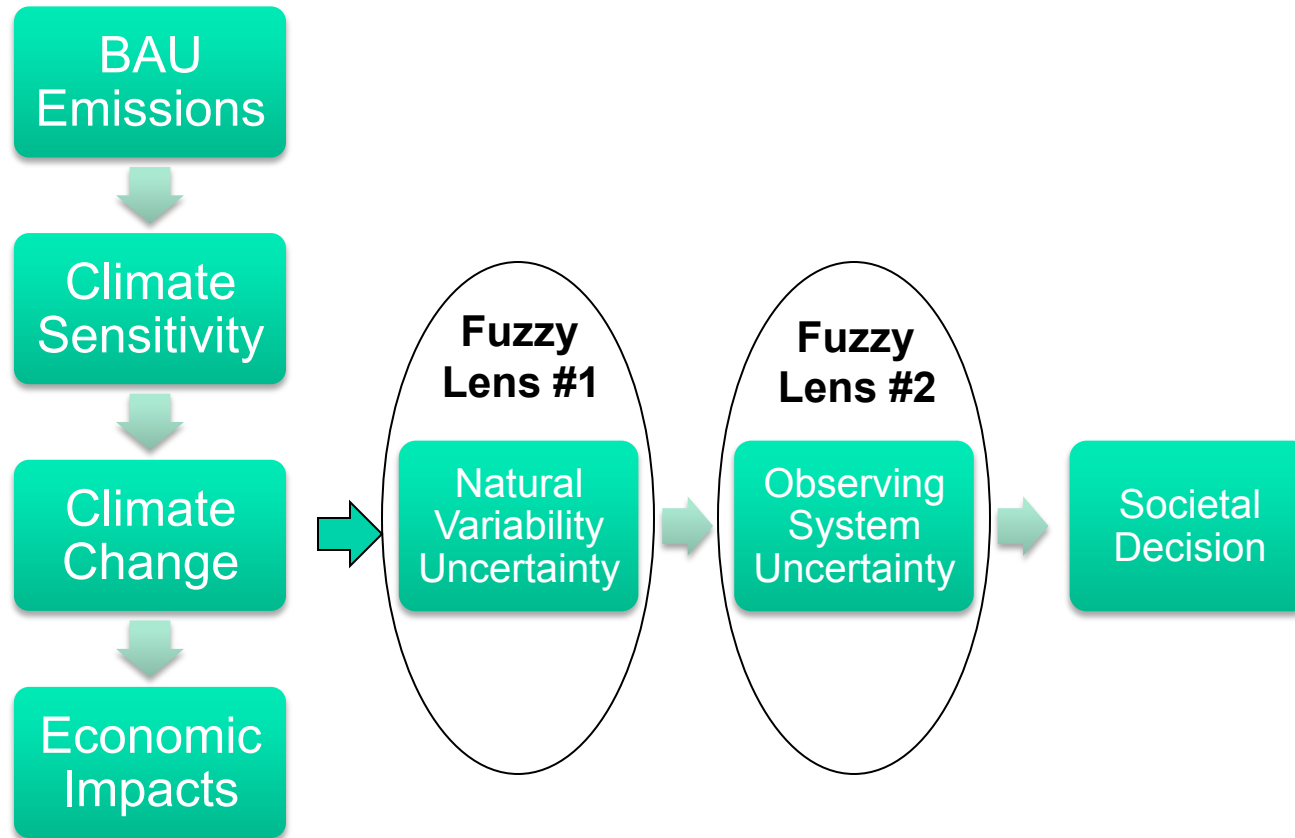 BAU
Emissions
Climate
Sensitivity
Climate
Change
Economic
Impacts
Fuzzy
Lens #1
Natural
Variability
Uncertainty
Fuzzy
Lens #2
Observing
System
Uncertainty
Societal
Decision